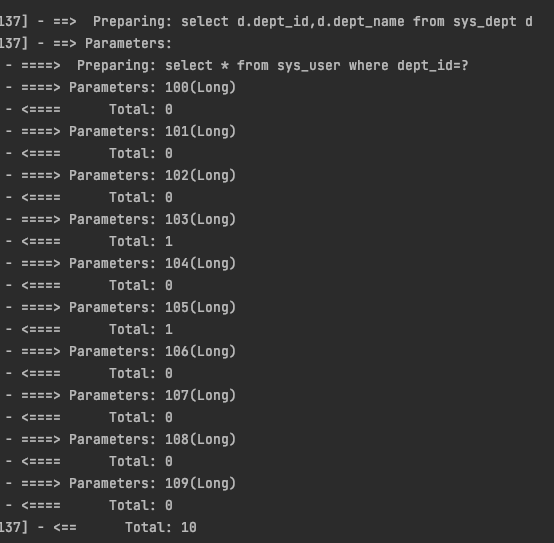 137] - ==>  Preparing: select d.dept_id,d.dept_name from sys_dept d
137] - ==> Parameters:
- ====>  Preparing: select * from sys_user where dept_id=?
- ====> Parameters: 100(Long)
- <====      Total: 0
- ====> Parameters: 101(Long)
- <====      Total: 0
- ====> Parameters: 102(Long)
- <====      Total: 0
- ====> Parameters: 103(Long)
- <====      Total: 1
- ====> Parameters: 104(Long)
- <====      Total: 0
- ====> Parameters: 105(Long)
- <====      Total: 1
- ====> Parameters: 106(Long)
- <====      Total: 0
- ====> Parameters: 107(Long)
- <====      Total: 0
- ====> Parameters: 108(Long)
- <====      Total: 0
- ====> Parameters: 109(Long)
- <====      Total: 0
137] - <==      Total: 10